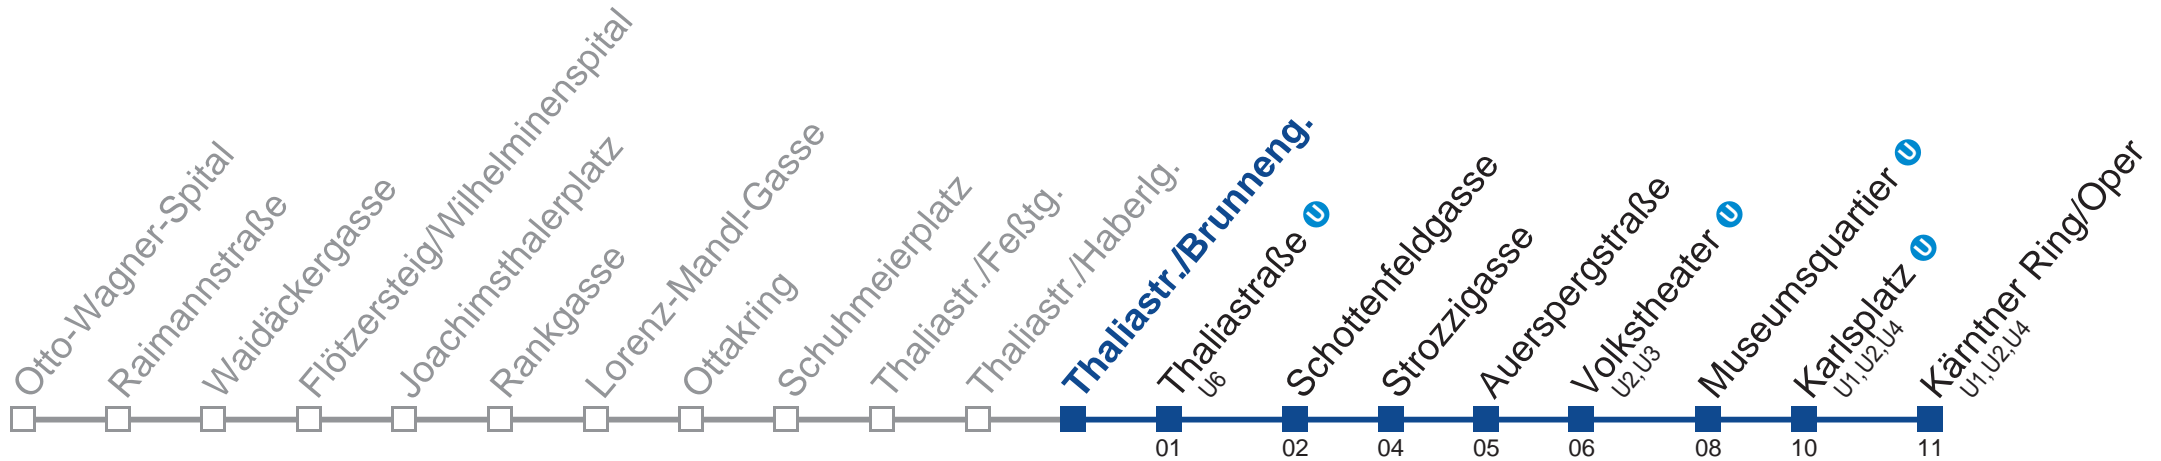 Otto-Wagner-Spital
Raimannstraße
Waidäckergasse
Flötzersteig/Wilhelminenspital
Joachimsthalerplatz
Rankgasse
Lorenz-Mandl-Gasse
Ottakring
Schuhmeierplatz
Thaliastr./Feßtg.
Thaliastr./Haberlg.
Thaliastr./Brunneng.
Thaliastraße U
U6
Schottenfeldgasse
Strozzigasse
Auerspergstraße
Volkstheater U
U2,U3
Museumsquartier U
Karlsplatz U
U1,U2,U4
Kärntner Ring/Oper
U1,U2,U4
01 02 04 05 06 08 10 11